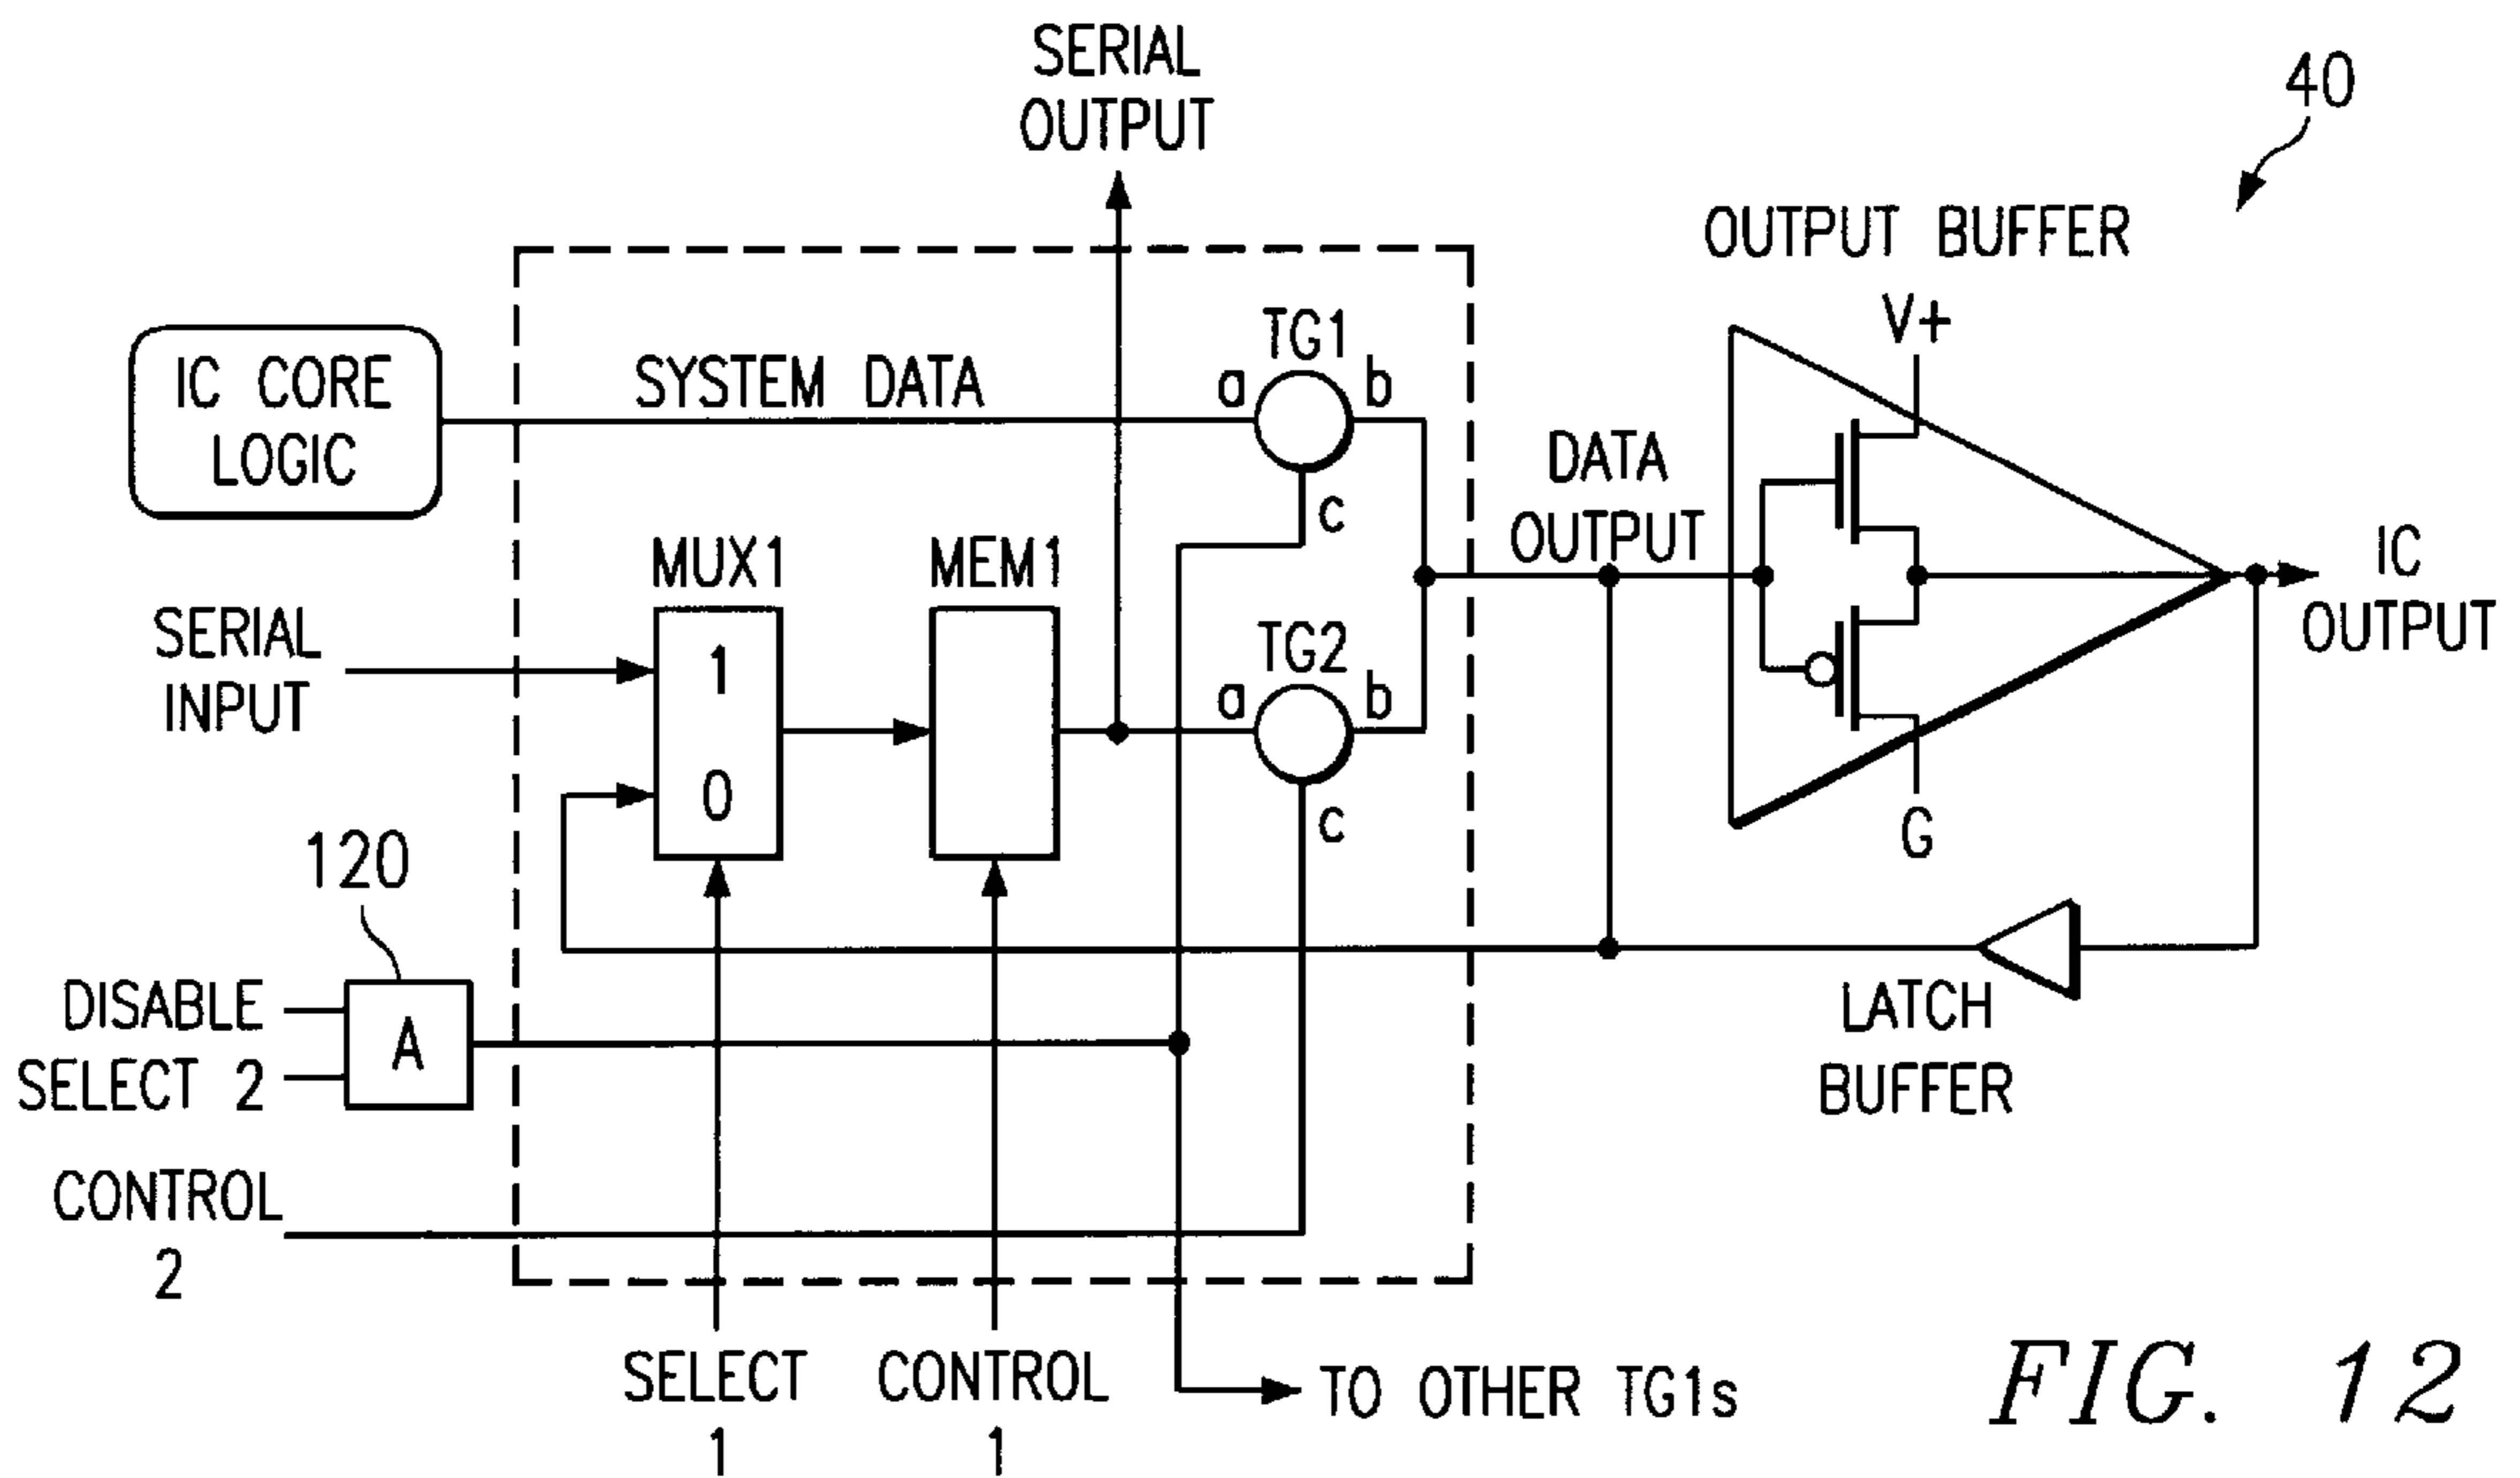 SERIAL
OUTPUT
40
OUTPUT BUFFER
V+
IC CORE
LOGIC
SYSTEM DATA
TG1
a
b
c
DATA
OUTPUT
IC
OUTPUT
MUX1
MEM1
SERIAL
INPUT
1
0
TG2
a
b
c
G
120
DISABLE
SELECT 2
A
LATCH
BUFFER
CONTROL
2
SELECT
1
CONTROL
1
TO OTHER TG1s
FIG. 12